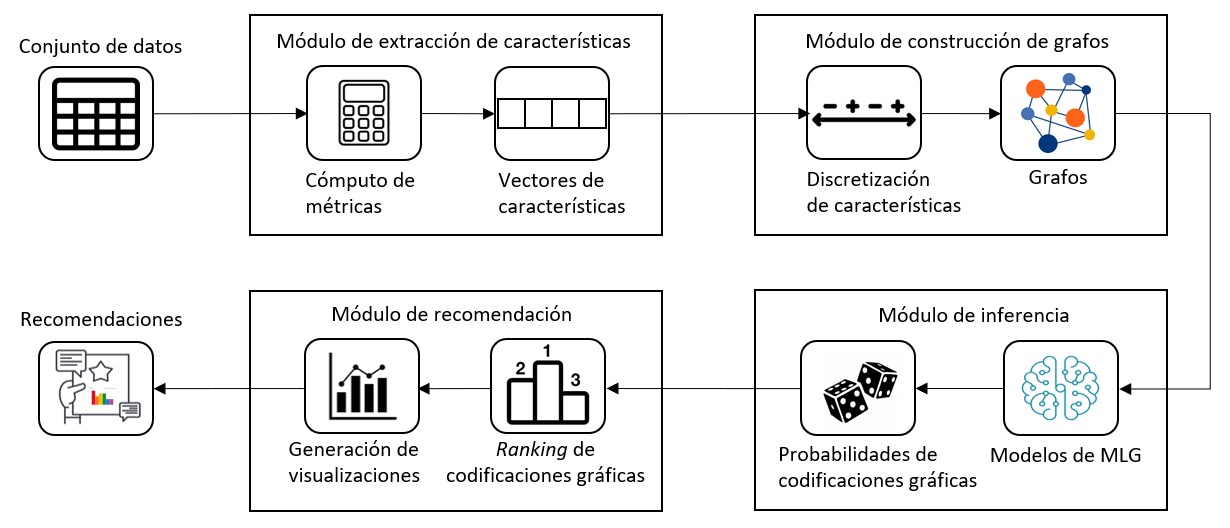 Conjunto de datos
Módulo de extracción de características
Cómputo de
métricas
Vectores de
características
Módulo de construcción de grafos
- + - +
Discretización
de características
Grafos
Recomendaciones
Módulo de recomendación
Generación de
visualizaciones
1
2
3
Ranking de
codificaciones gráficas
Módulo de inferencia
Probabilidades de
codificaciones gráficas
Modelos de MLG